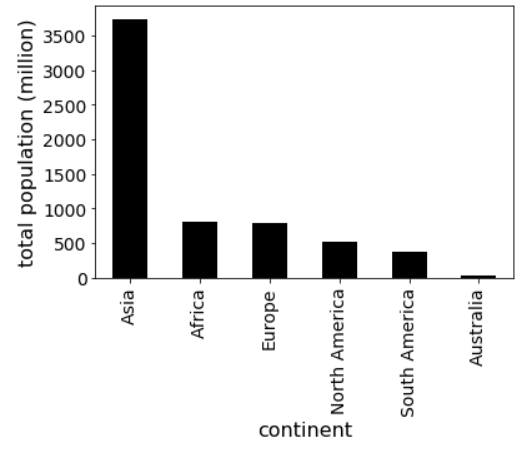 total population (million)
3500
3000
2500
2000
1500
1000
500
0
Asia
Africa
Europe
North America
South America
Australia
continent